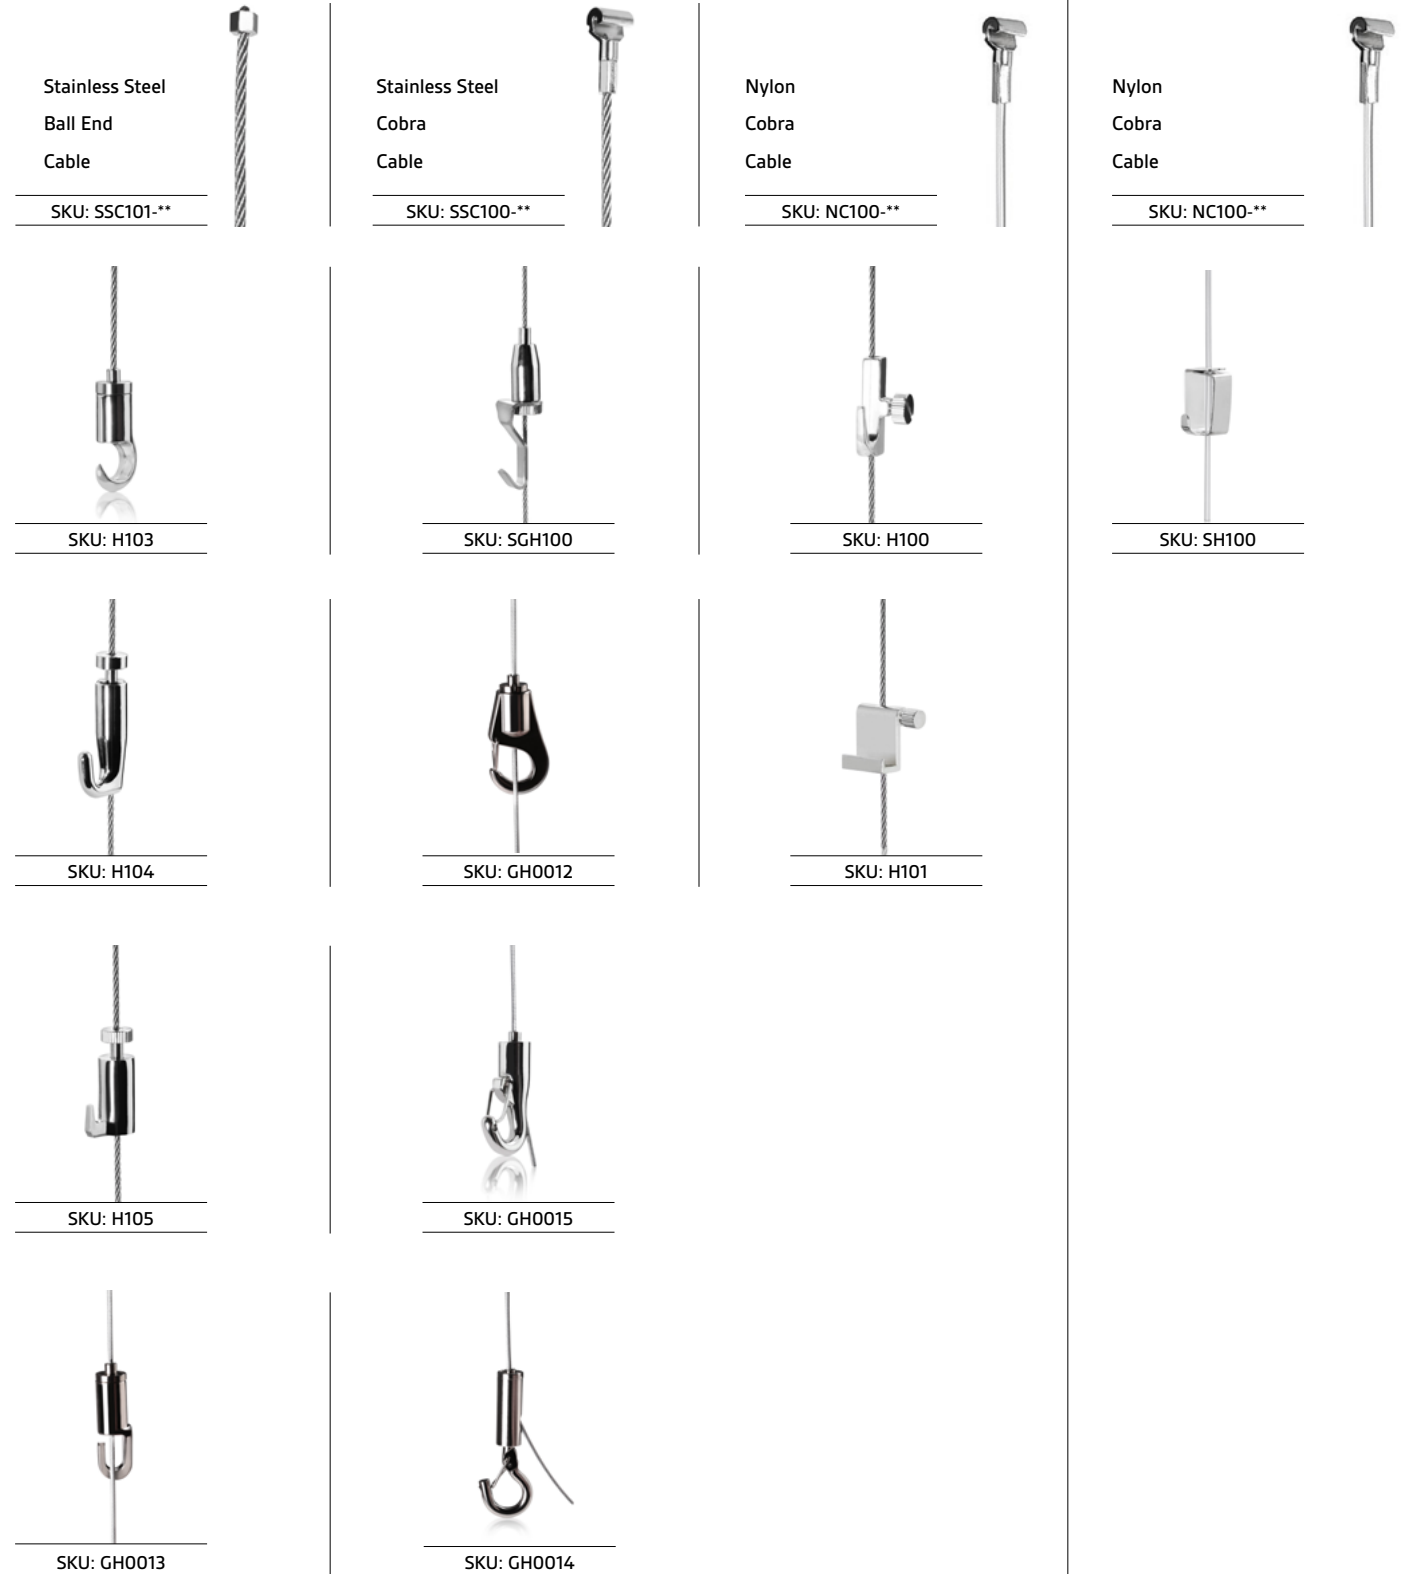 Stainless Steel
Ball End
Cable
SKU: SSC101-**
Stainless Steel
Cobra
Cable
SKU: SSC100-**
Nylon
Cobra
Cable
SKU: NC100-**
Nylon
Cobra
Cable
SKU: NC100-**
SKU: H103
SKU: SGH100
SKU: H100
SKU: SH100
SKU: H104
SKU: GH0012
SKU: H101
SKU: H105
SKU: GH0015
SKU: GH0013
SKU: GH0014